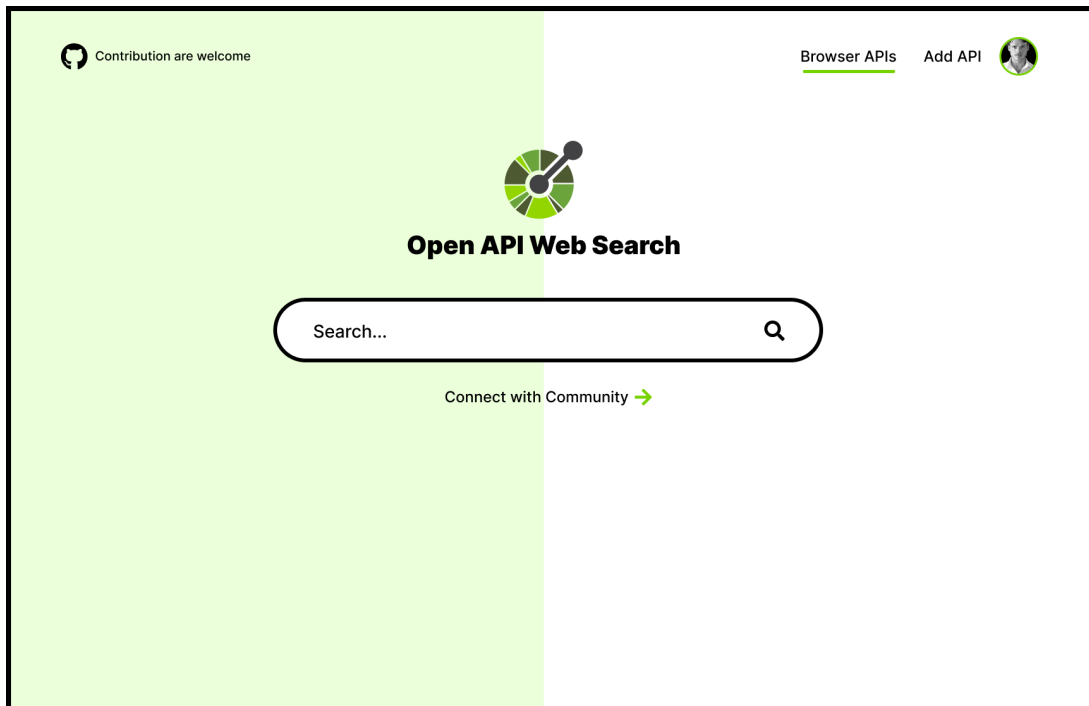 Contribution are welcome
Browser APIs
Add API
Open API Web Search
Search...
Connect with Community